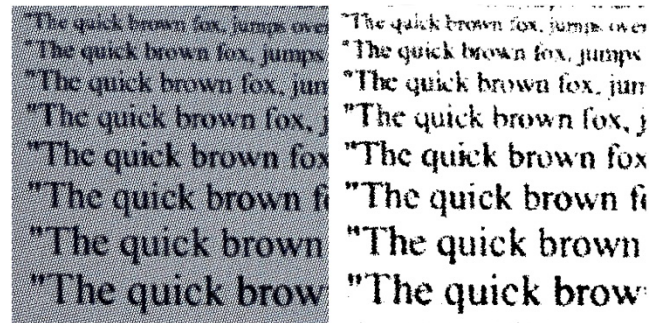 "The quick brown fox, jumps over
"The quick brown fox, jumps
"The quick brown fox, jum
"The quick brown fox, j
"The quick brown fox
"The quick brown f
"The quick brown
"The quick brow
"The quick brown fox, jumps over
"The quick brown fox, jumps
"The quick brown fox, jum
"The quick brown fox, j
"The quick brown fox
"The quick brown f
"The quick brown
"The quick brow